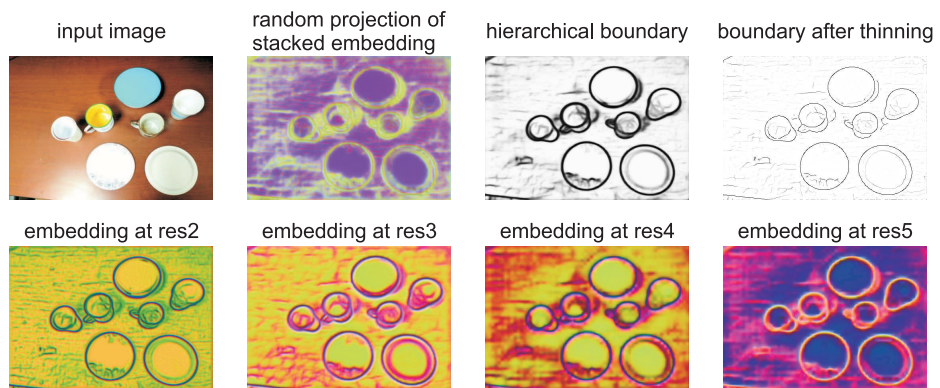 input image
random projection of
stacked embedding
hierarchical boundary
boundary after thinning
embedding at res2
embedding at res3
embedding at res4
embedding at res5